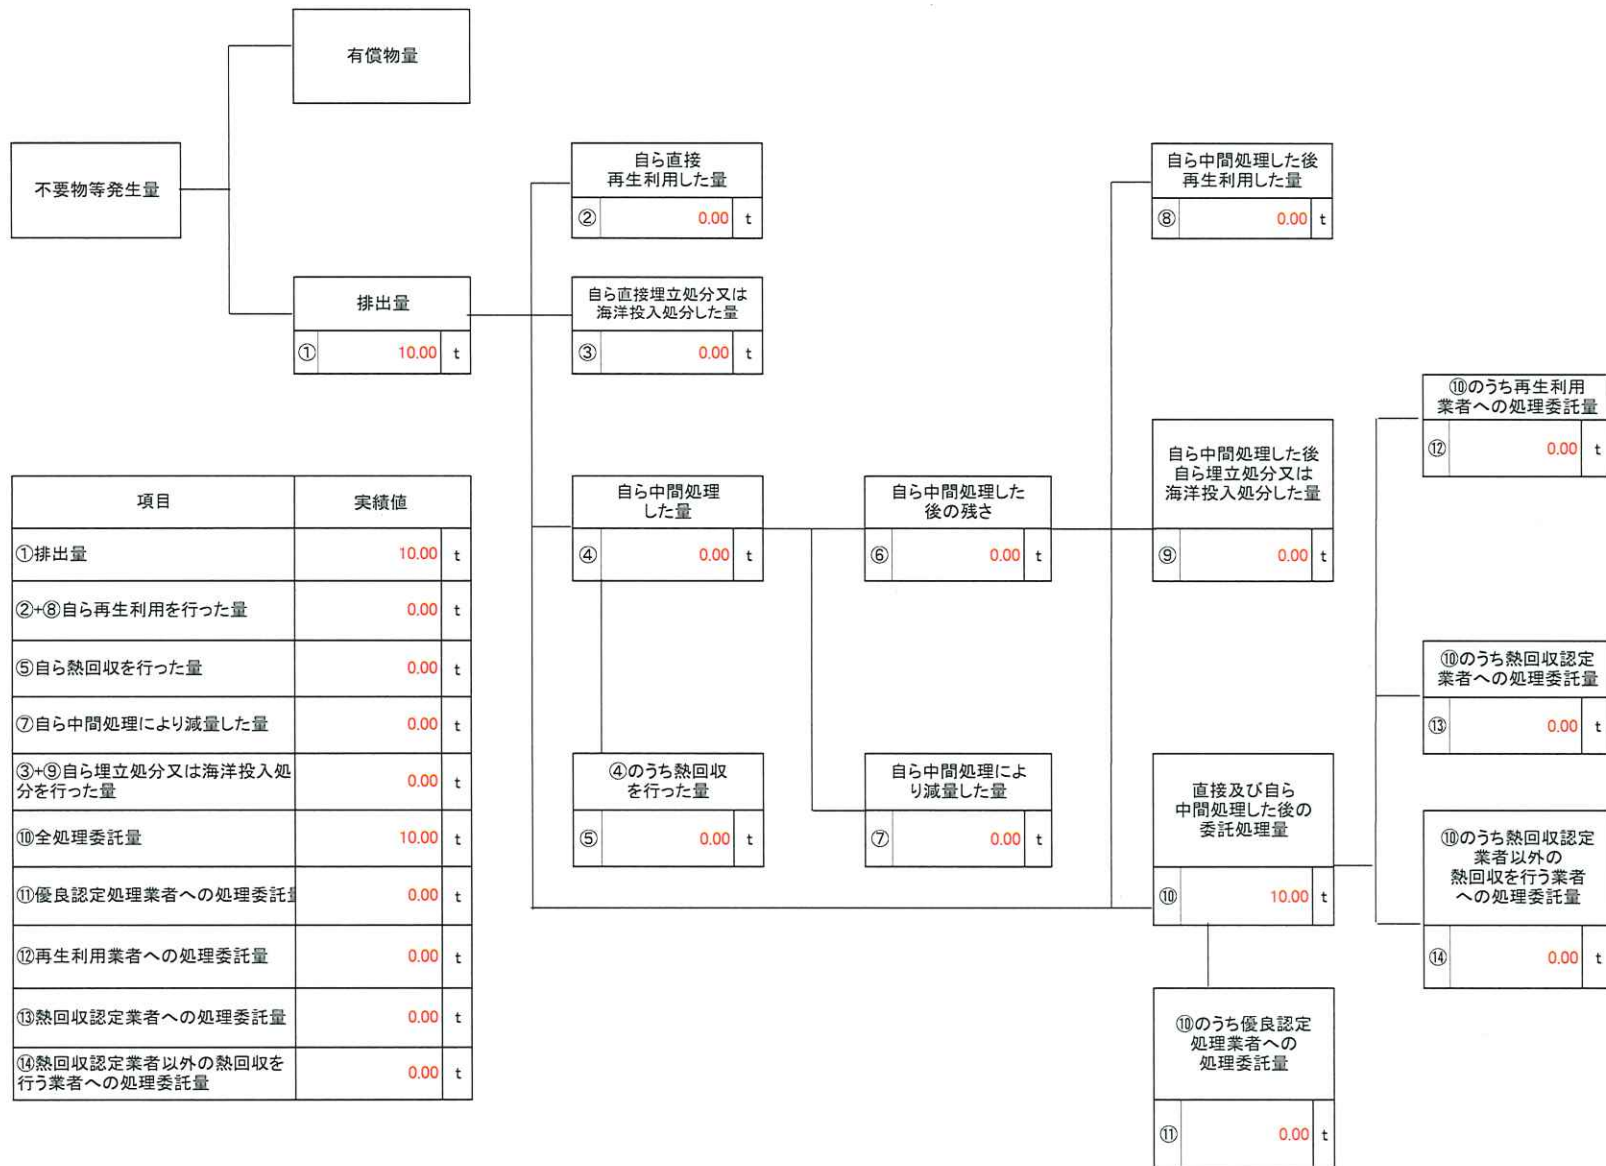 有償物量
不要物等発生量
排出量
① 10.00 t
自ら直接
再生利用した量
② 0.00 t
自ら直接埋立処分又は
海洋投入処分した量
③ 0.00 t
自ら中間処理
した量
④ 0.00 t
④のうち熱回収
を行った量
⑤ 0.00 t
自ら中間処理した
後の残さ
⑥ 0.00 t
自ら中間処理によ
り減量した量
⑦ 0.00 t
自ら中間処理した後
再生利用した量
⑧ 0.00 t
自ら中間処理した後
自ら埋立処分又は
海洋投入処分した量
⑨ 0.00 t
直接及び自ら
中間処理した後の
委託処理量
⑩ 10.00 t
⑩のうち優良認定
処理業者への
処理委託量
⑪ 0.00 t
⑩のうち再生利用
業者への処理委託量
⑫ 0.00 t
⑩のうち熱回収認定
業者への処理委託量
⑬ 0.00 t
⑩のうち熱回収認定
業者以外の
熱回収を行う業者
への処理委託量
⑭ 0.00 t
項目 実績値
①排出量 10.00 t
②+⑧自ら再生利用を行った量 0.00 t
⑤自ら熱回収を行った量 0.00 t
⑦自ら中間処理により減量した量 0.00 t
③+⑨自ら埋立処分又は海洋投入処
分を行った量 0.00 t
⑩全処理委託量 10.00 t
⑪優良認定処理業者への処理委託量 0.00 t
⑫再生利用業者への処理委託量 0.00 t
⑬熱回収認定業者への処理委託量 0.00 t
⑭熱回収認定業者以外の熱回収を
行う業者への処理委託量 0.00 t